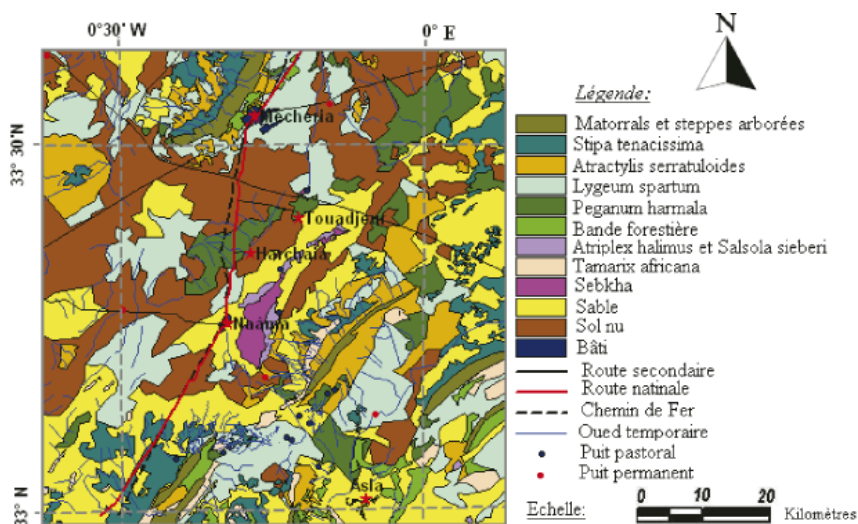 0°30' W
0° E
N
33° 30'N
33° N
Mecheria
Touadjeni
Harchaia
Naâma
Asla
Légende:
Matorrals et steppes arborées
Stipa tenacissima
Atractylis serratuloides
Lygeum spartum
Peganum harmala
Bande forestière
Atriplex halimus et Salsola sieberi
Tamarix africana
Sebkha
Sable
Sol nu
Bâti
Route secondaire
Route natinale
Chemin de Fer
Oued temporaire
Puit pastoral
Puit permanent
Echelle:
0 10 20
Kilomètres